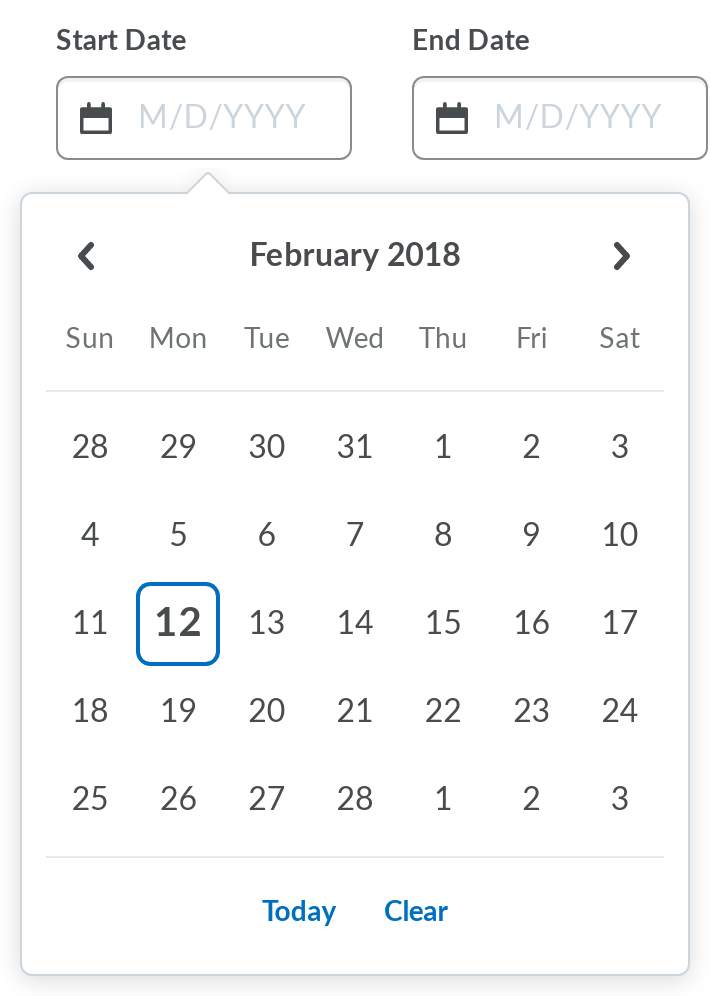 Start Date End Date
M/D/YYYY M/D/YYYY
February 2018
Sun Mon Tue Wed Thu Fri Sat
28 29 30 31 1 2 3
4 5 6 7 8 9 10
11 12 13 14 15 16 17
18 19 20 21 22 23 24
25 26 27 28 1 2 3
Today Clear